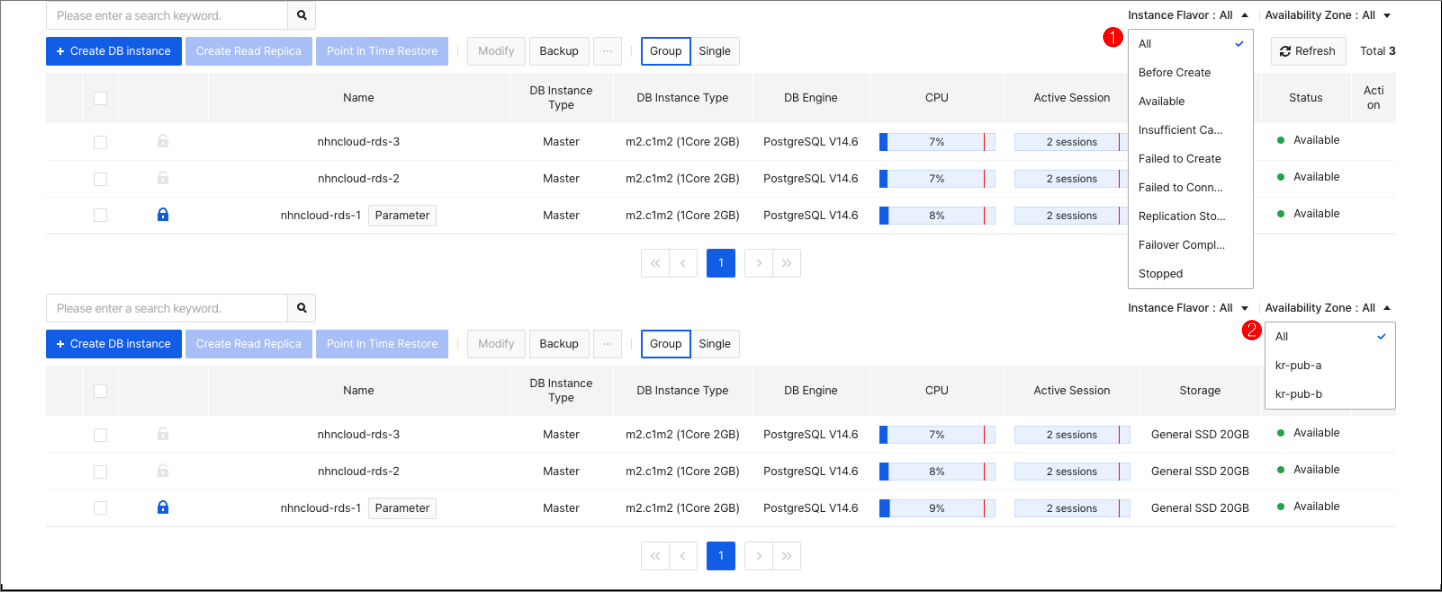 Please enter a search keyword.
Instance Flavor : All
Availability Zone : All
+ Create DB instance
Create Read Replica
Point In Time Restore
Modify
Backup
...
Group
Single
1
All
Before Create
Available
Insufficient Ca...
Failed to Create
Failed to Conn...
Replication Sto...
Failover Compl...
Stopped
Refresh
Total 3
Name
DB Instance
Type
DB Instance Type
DB Engine
CPU
Active Session
Status
Acti
on
nhncloud-rds-3 Master m2.c1m2 (1Core 2GB) PostgreSQL V14.6 7% 2 sessions Available
nhncloud-rds-2 Master m2.c1m2 (1Core 2GB) PostgreSQL V14.6 7% 2 sessions Available
nhncloud-rds-1 Parameter Master m2.c1m2 (1Core 2GB) PostgreSQL V14.6 8% 2 sessions Available
« ‹ 1 › »
Please enter a search keyword.
Instance Flavor : All
Availability Zone : All
+ Create DB instance
Create Read Replica
Point In Time Restore
Modify
Backup
...
Group
Single
2
All
kr-pub-a
kr-pub-b
Name
DB Instance
Type
DB Instance Type
DB Engine
CPU
Active Session
Storage
nhncloud-rds-3 Master m2.c1m2 (1Core 2GB) PostgreSQL V14.6 7% 2 sessions General SSD 20GB Available
nhncloud-rds-2 Master m2.c1m2 (1Core 2GB) PostgreSQL V14.6 8% 2 sessions General SSD 20GB Available
nhncloud-rds-1 Parameter Master m2.c1m2 (1Core 2GB) PostgreSQL V14.6 9% 2 sessions General SSD 20GB Available
« ‹ 1 › »